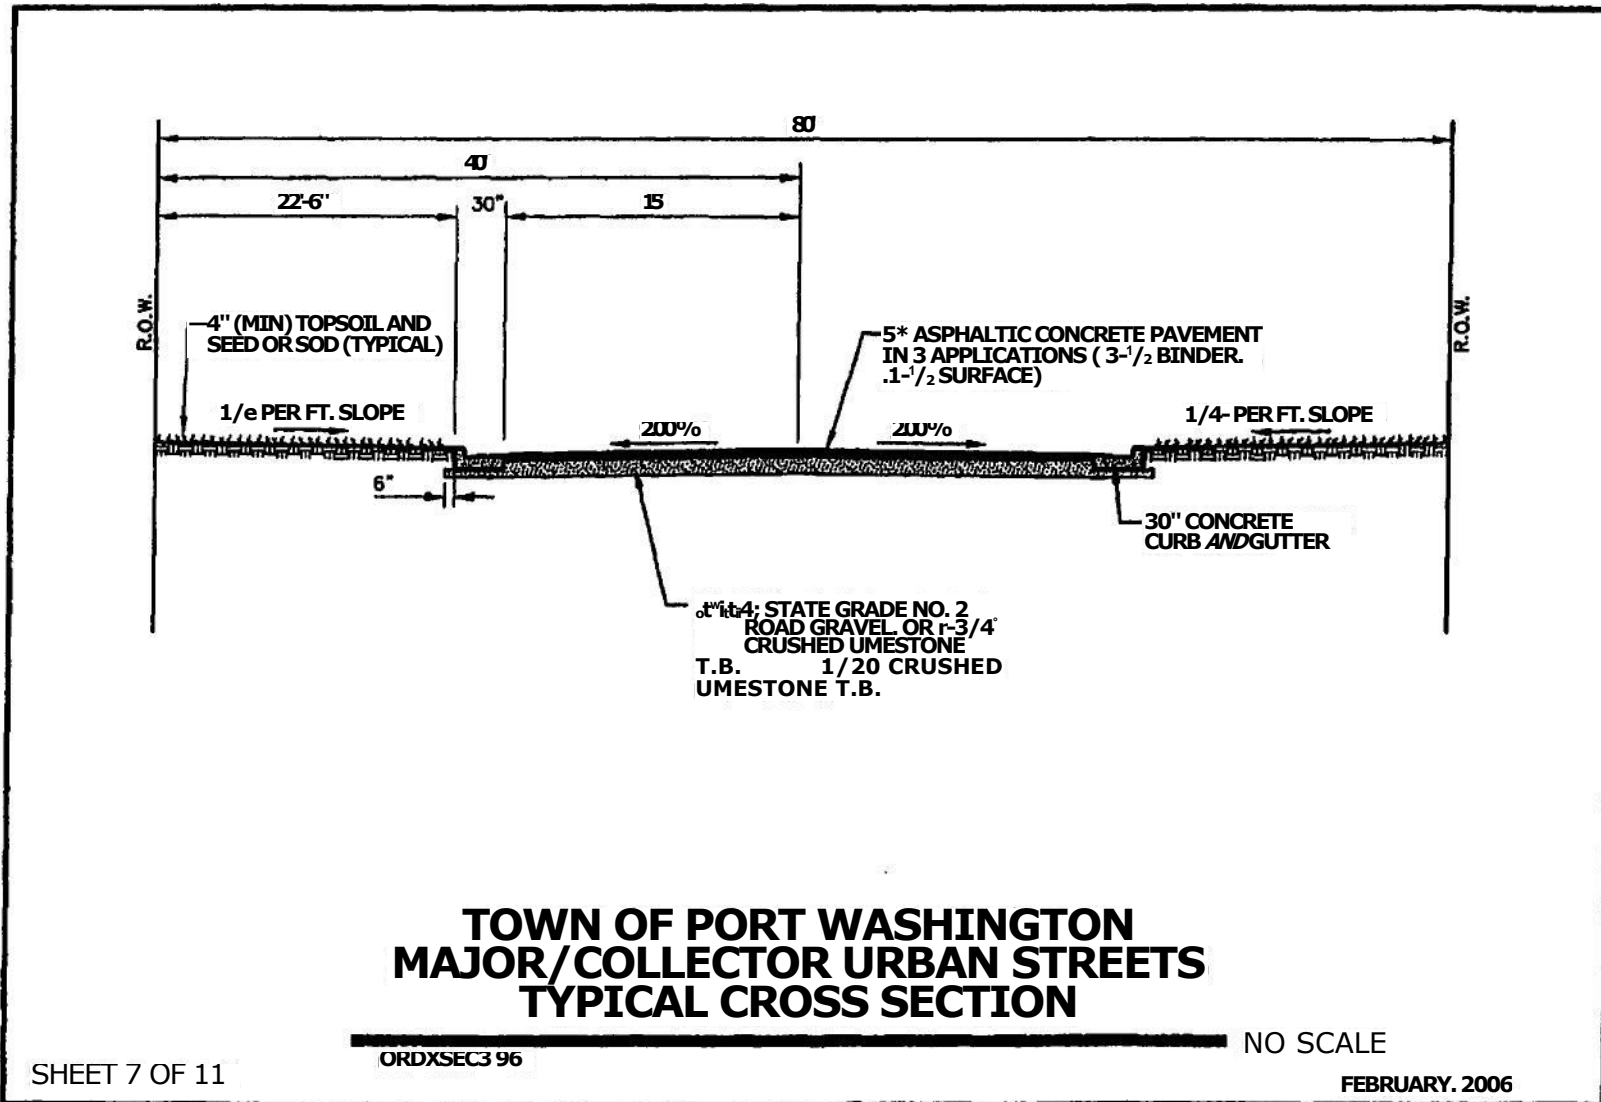 80'
40'
22'-6"
30"
15
R.O.W.
R.O.W.
4" (MIN) TOPSOIL AND
SEED OR SOD (TYPICAL)
5* ASPHALTIC CONCRETE PAVEMENT
IN 3 APPLICATIONS ( 3-1/2 BINDER.
.1-1/2 SURFACE)
1/e PER FT. SLOPE
1/4- PER FT. SLOPE
200%
200%
6"
30" CONCRETE
CURB AND GUTTER
STATE GRADE NO. 2
ROAD GRAVEL. OR r-3/4"
CRUSHED UMESTONE
T.B. 1/20 CRUSHED
UMESTONE T.B.
TOWN OF PORT WASHINGTON
MAJOR/COLLECTOR URBAN STREETS
TYPICAL CROSS SECTION
NO SCALE
ORDXSEC3 96
SHEET 7 OF 11
FEBRUARY. 2006